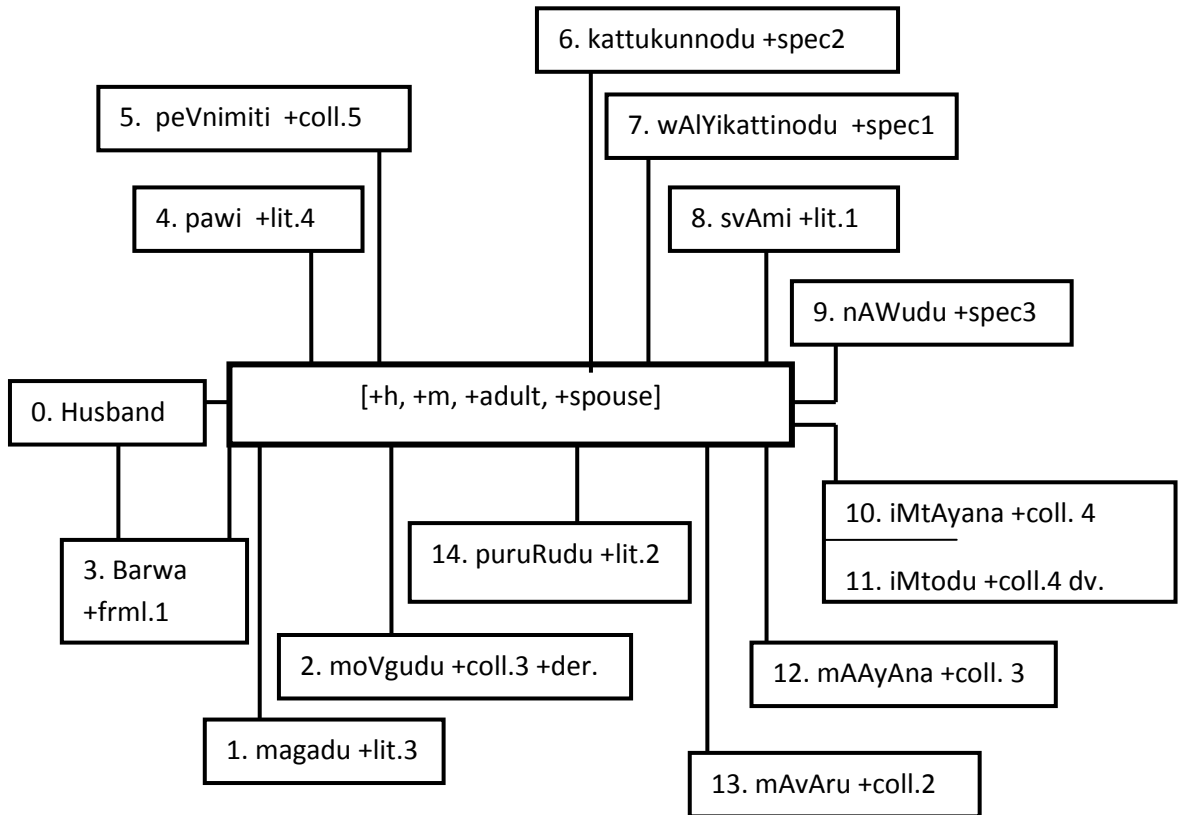 6. kattukunnodu +spec2
5. peVnimiti +coll.5
7. wAlYikattinodu +spec1
4. pawi +lit.4
8. svAmi +lit.1
9. nAWudu +spec3
[+h, +m, +adult, +spouse]
0. Husband
10. iMtAyana +coll. 4
11. iMtodu +coll.4 dv.
14. puruRudu +lit.2
3. Barwa
+frml.1
2. moVgudu +coll.3 +der.
12. mAAyAna +coll. 3
1. magadu +lit.3
13. mAvAru +coll.2